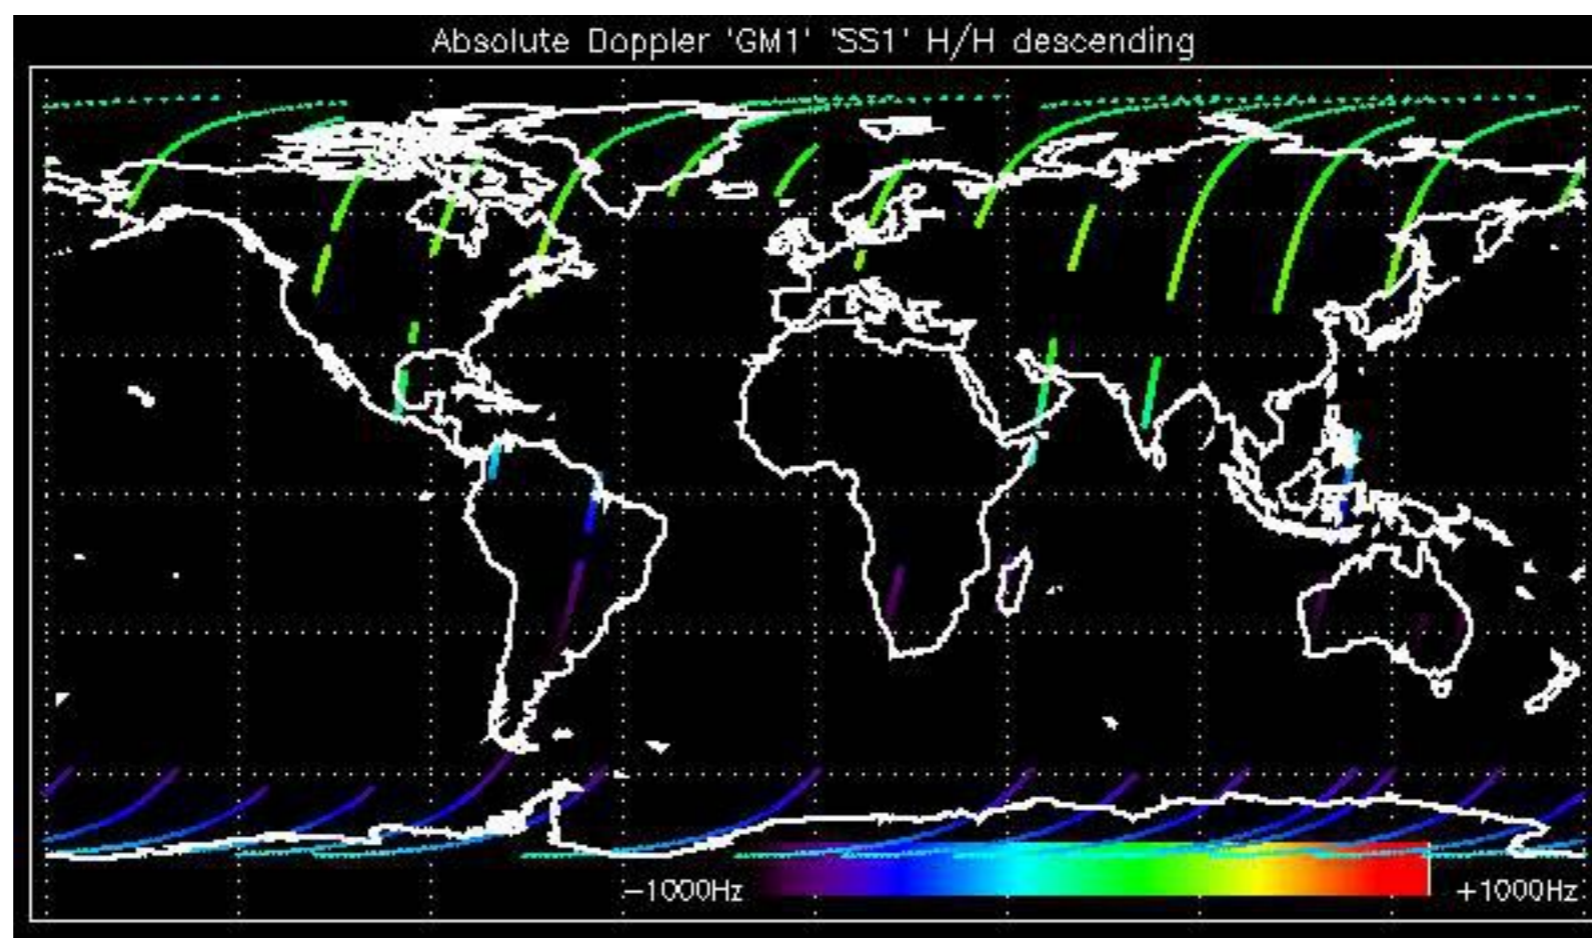 Absolute Doppler 'GM1' 'SS1' H/H descending
-1000Hz +1000Hz